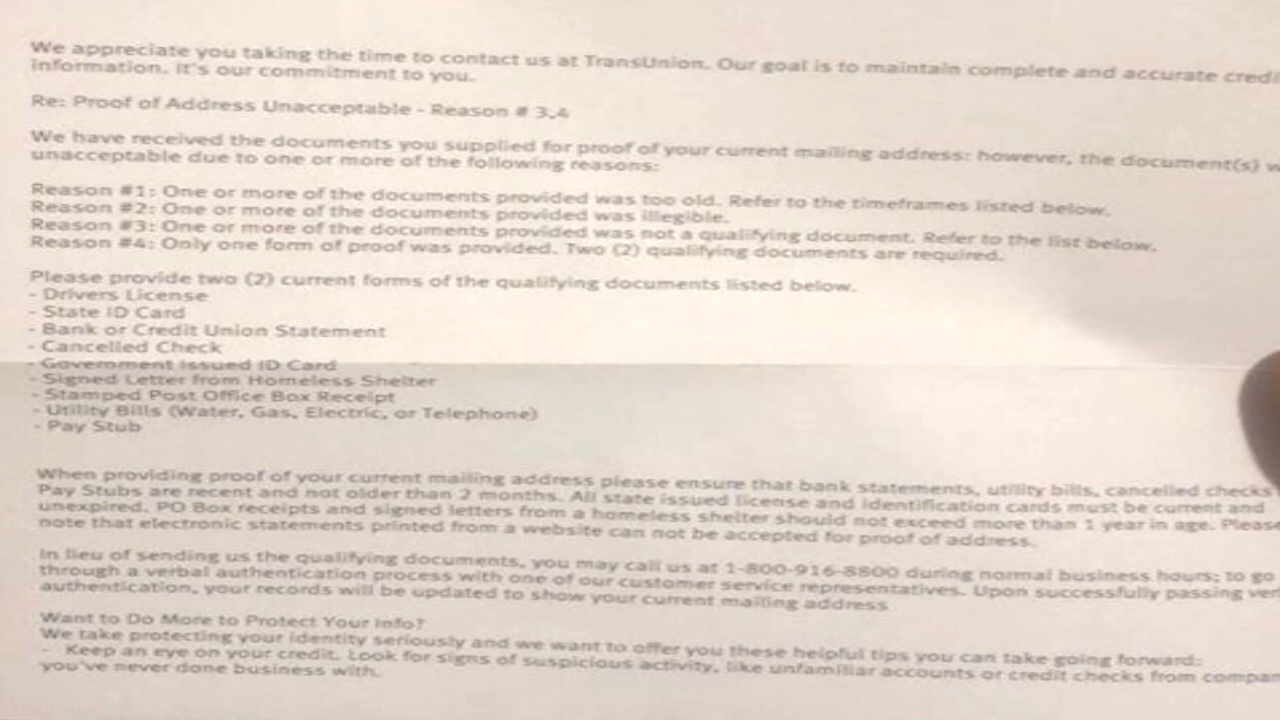 We appreciate you taking the time to contact us at TransUnion. Our goal is to maintain complete and accurate credi
information. It's our commitment to you.
Re: Proof of Address Unacceptable - Reason # 3,4
We have received the documents you supplied for proof of your current mailing address: however, the document(s) w
unacceptable due to one or more of the following reasons:
Reason #1: One or more of the documents provided was too old. Refer to the timeframes listed below.
Reason #2: One or more of the documents provided was illegible.
Reason #3: One or more of the documents provided was not a qualifying document. Refer to the list below.
Reason #4: Only one form of proof was provided. Two (2) qualifying documents are required.
Please provide two (2) current forms of the qualifying documents listed below.
- Drivers License
- State ID Card
- Bank or Credit Union Statement
- Cancelled Check
- Government Issued ID Card
- Signed Letter from Homeless Shelter
- Stamped Post Office Box Receipt
- Utility Bills (Water, Gas, Electric, or Telephone)
- Pay Stub
When providing proof of your current mailing address please ensure that bank statements, utility bills, cancelled checks
Pay Stubs are recent and not older than 2 months. All state issued license and identification cards must be current and
unexpired. PO Box receipts and signed letters from a homeless shelter should not exceed more than 1 year in age. Please
note that electronic statements printed from a website can not be accepted for proof of address.
In lieu of sending us the qualifying documents, you may call us at 1-800-916-8800 during normal business hours; to go
through a verbal authentication process with one of our customer service representatives. Upon successfully passing ver
authentication, your records will be updated to show your current mailing address
Want to Do More to Protect Your Info?
We take protecting your identity seriously and we want to offer you these helpful tips you can take going forward:
- Keep an eye on your credit. Look for signs of suspicious activity, like unfamiliar accounts or credit checks from compan
you've never done business with.